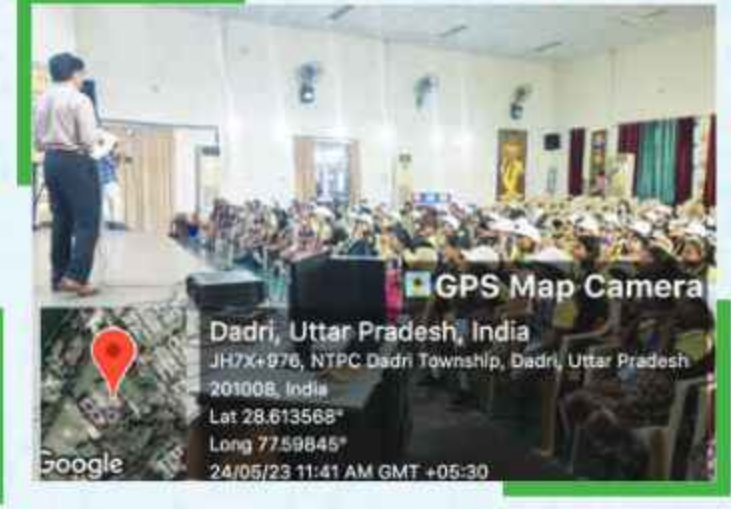 GPS Map Camera
Dadri, Uttar Pradesh, India
JH7X+976, NTPC Dadri Township, Dadri, Uttar Pradesh
201008, India
Lat 28.613568°
Long 77.59845°
24/05/23 11:41 AM GMT +05:30
Google